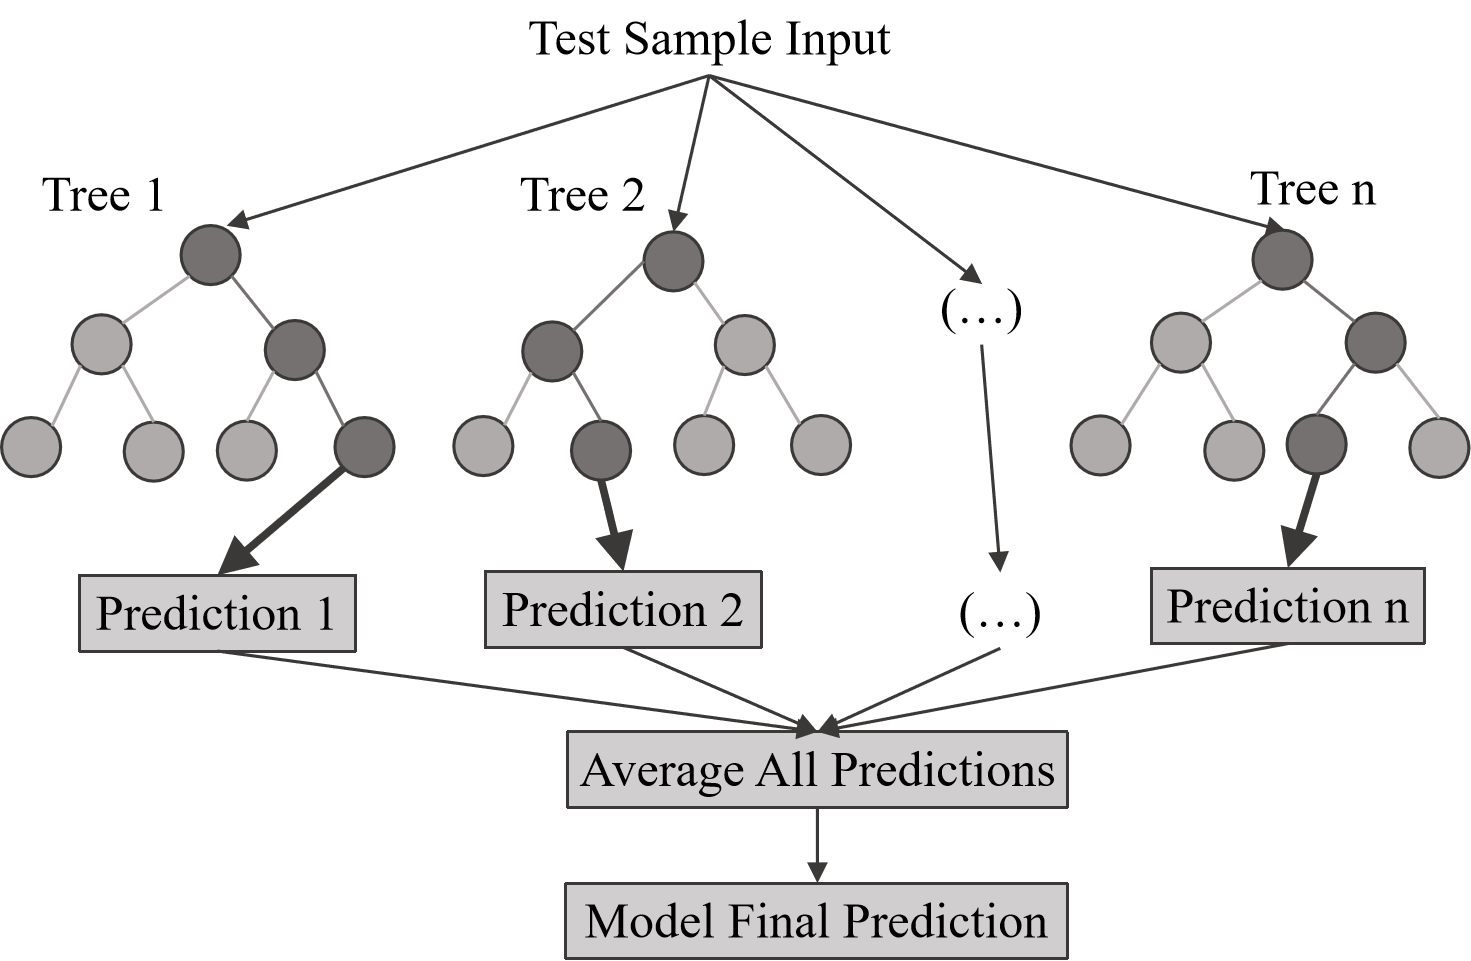 Test Sample Input
Tree 1
Tree 2
Tree n
(...)
Prediction 1
Prediction 2
(...)
Prediction n
Average All Predictions
Model Final Prediction